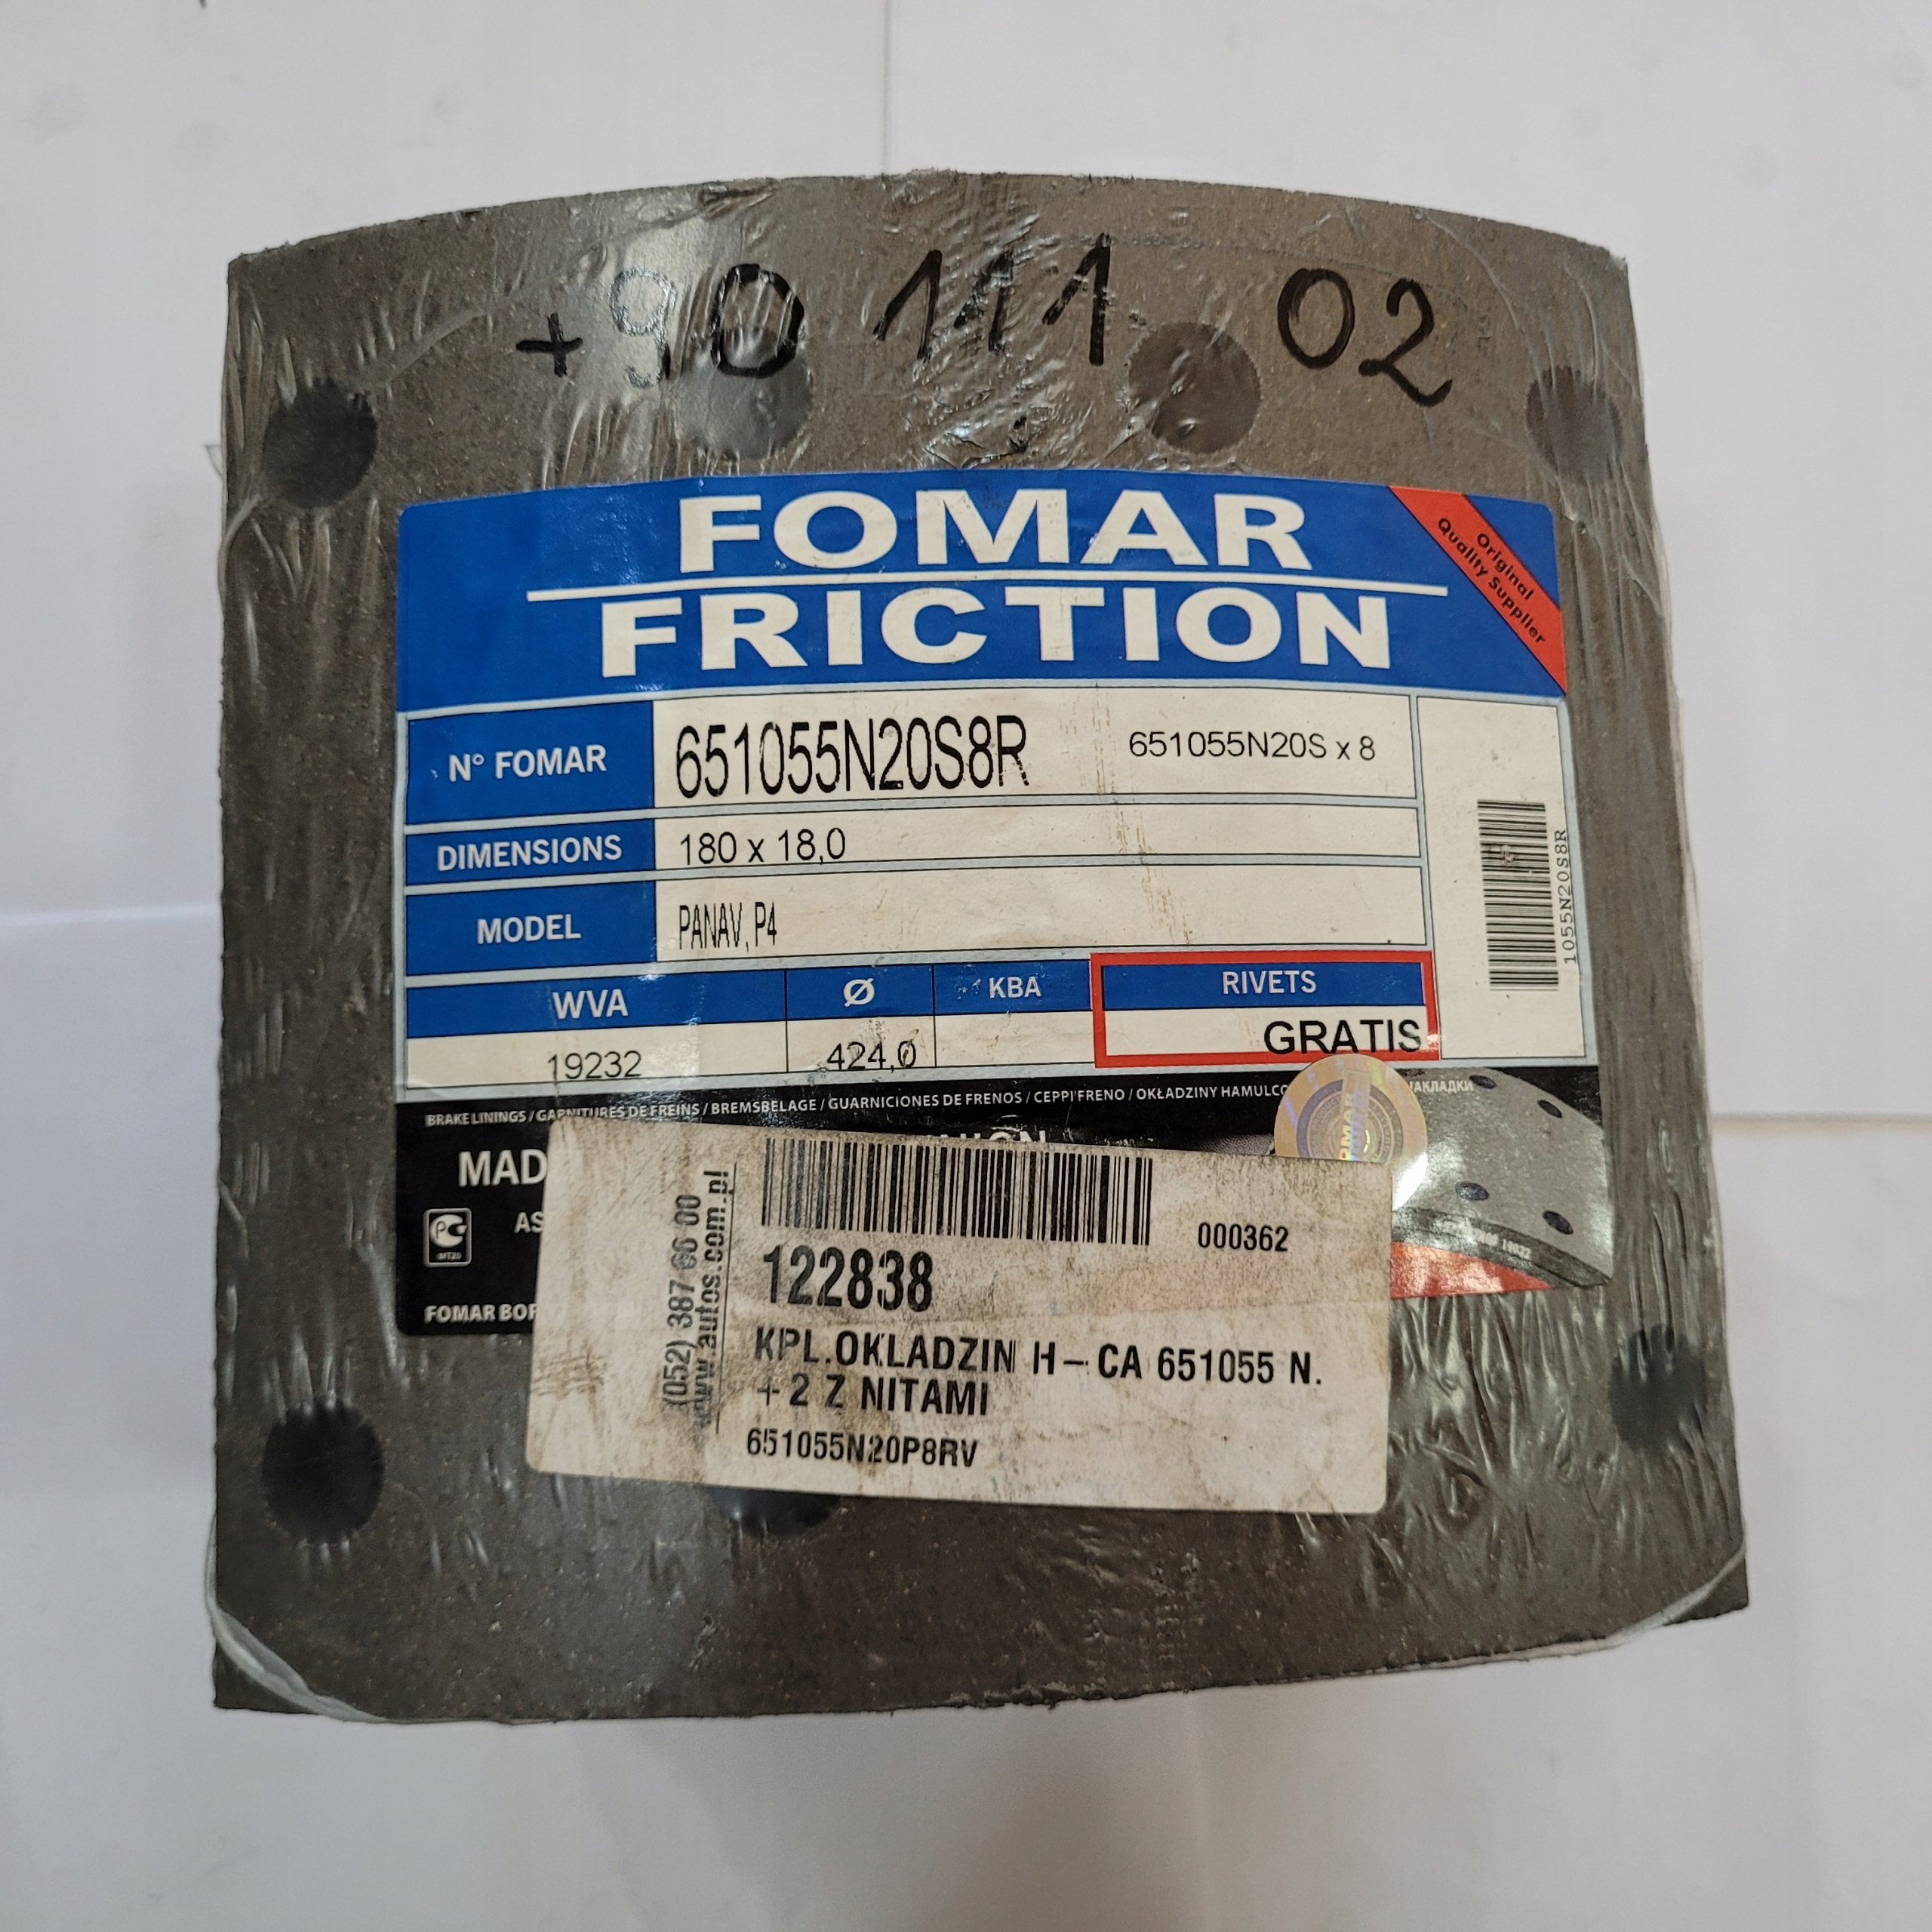 +90 111 02
FOMAR
FRICTION
Original
Quality Supplier
N° FOMAR 651055N20S8R 651055N20S x 8
DIMENSIONS 180 x 18,0
MODEL PANAV, P4
1055N20S8R
WVA Ø KBA RIVETS
19232 424,0 GRATIS
BRAKE LININGS / GARNITURES DE FREINS / BREMSBELAGE / GUARNICIONES DE FRENOS / CEPPI FRENO / OKŁADZINY HAMULCO
НАКЛАДКИ
MAD
AS
FOMAR BOR
(052) 387 66 00
www.autos.com.pl
000362
122838
KPL.OKLADZIN H-CA 651055 N.
+2 Z NITAMI
651055N20P8RV